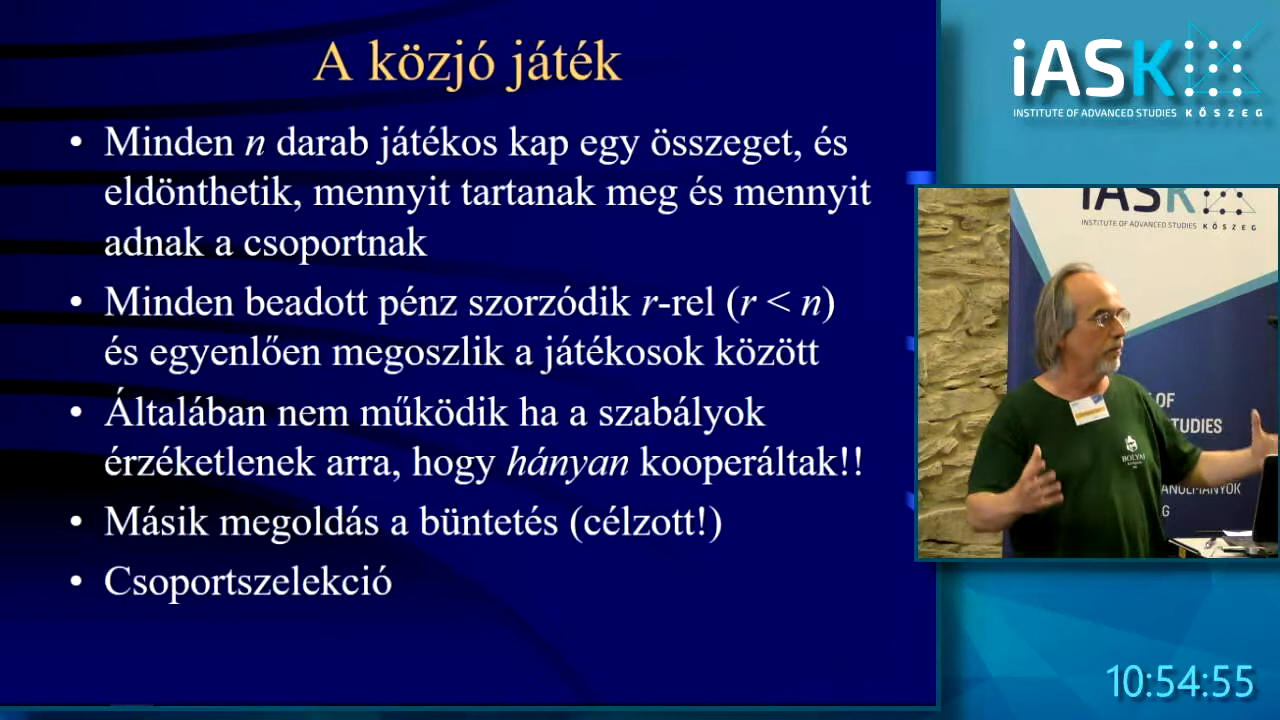 A közjó játék
• Minden n darab játékos kap egy összeget, és
eldönthetik, mennyit tartanak meg és mennyit
adnak a csoportnak
• Minden beadott pénz szorzódik r-rel (r < n)
és egyenlően megoszlik a játékosok között
• Általában nem működik ha a szabályok
érzéketlenek arra, hogy hányan kooperáltak!!
• Másik megoldás a büntetés (célzott!)
• Csoportszelekció
iASK
INSTITUTE OF ADVANCED STUDIES KŐSZEG
iASK
INSTITUTE OF ADVANCED STUDIES KŐSZEG
OF
TUDIES
TANULMÁNYOK
G
BOLYAI
10:54:55